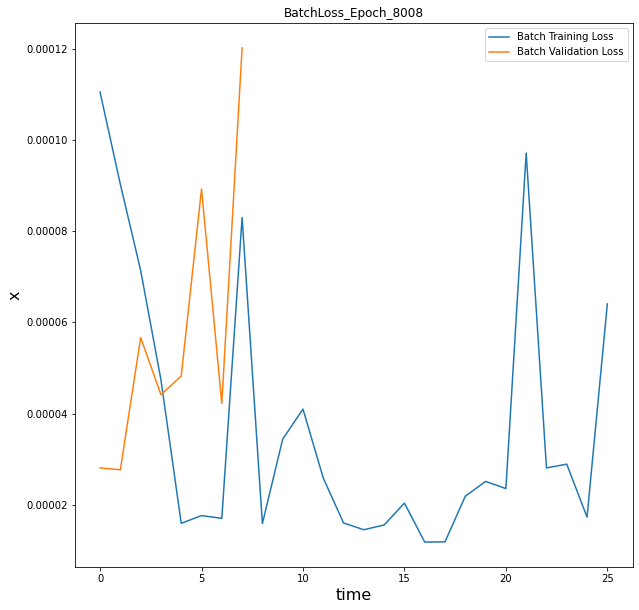 BatchLoss_Epoch_8008
Batch Training Loss
Batch Validation Loss
0.00012
0.00010
0.00008
0.00006
0.00004
0.00002
x
0 5 10 15 20 25
time